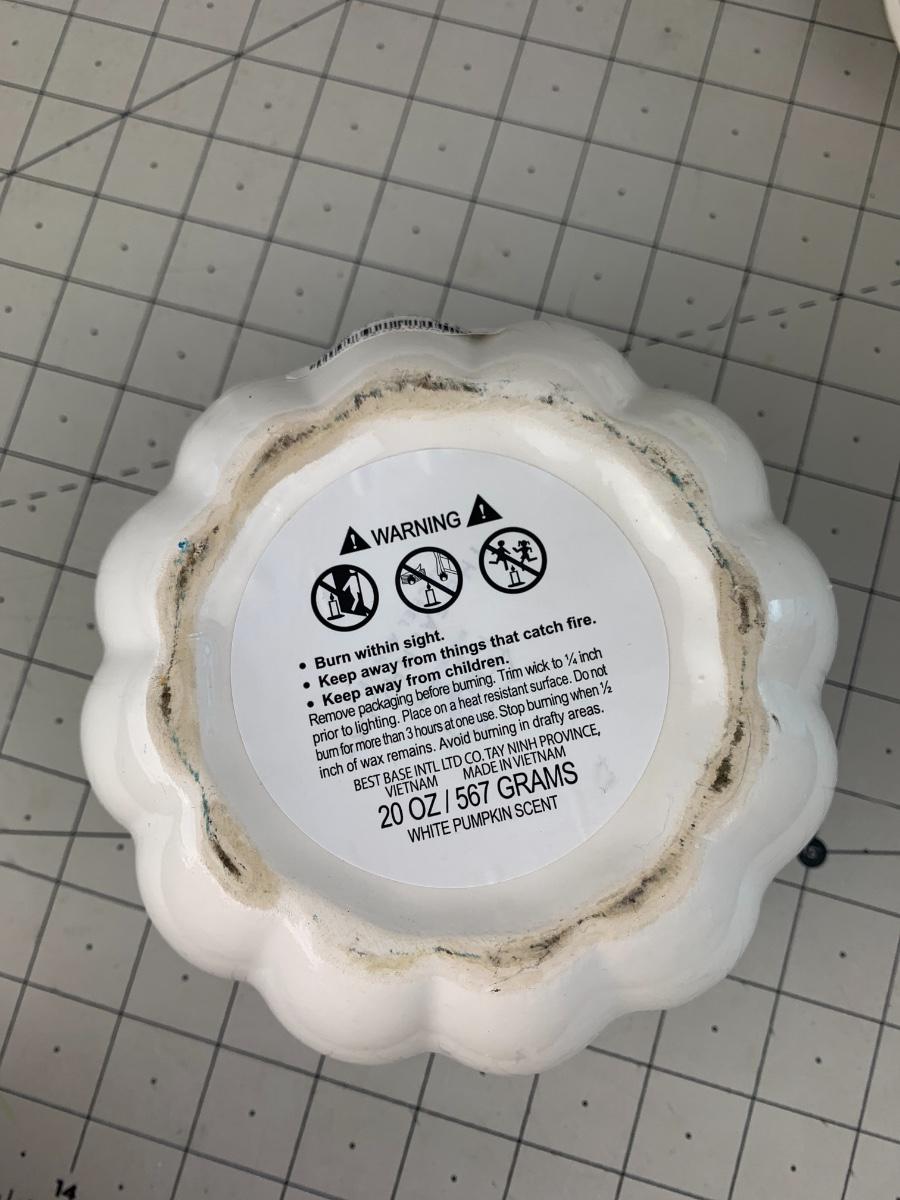 WARNING
• Burn within sight.
• Keep away from things that catch fire.
• Keep away from children.
Remove packaging before burning. Trim wick to ¼ inch
prior to lighting. Place on a heat resistant surface. Do not
burn for more than 3 hours at one use. Stop burning when ½
inch of wax remains. Avoid burning in drafty areas.
BEST BASE INTL LTD CO. TAY NINH PROVINCE,
VIETNAM MADE IN VIETNAM
20 OZ / 567 GRAMS
WHITE PUMPKIN SCENT
14